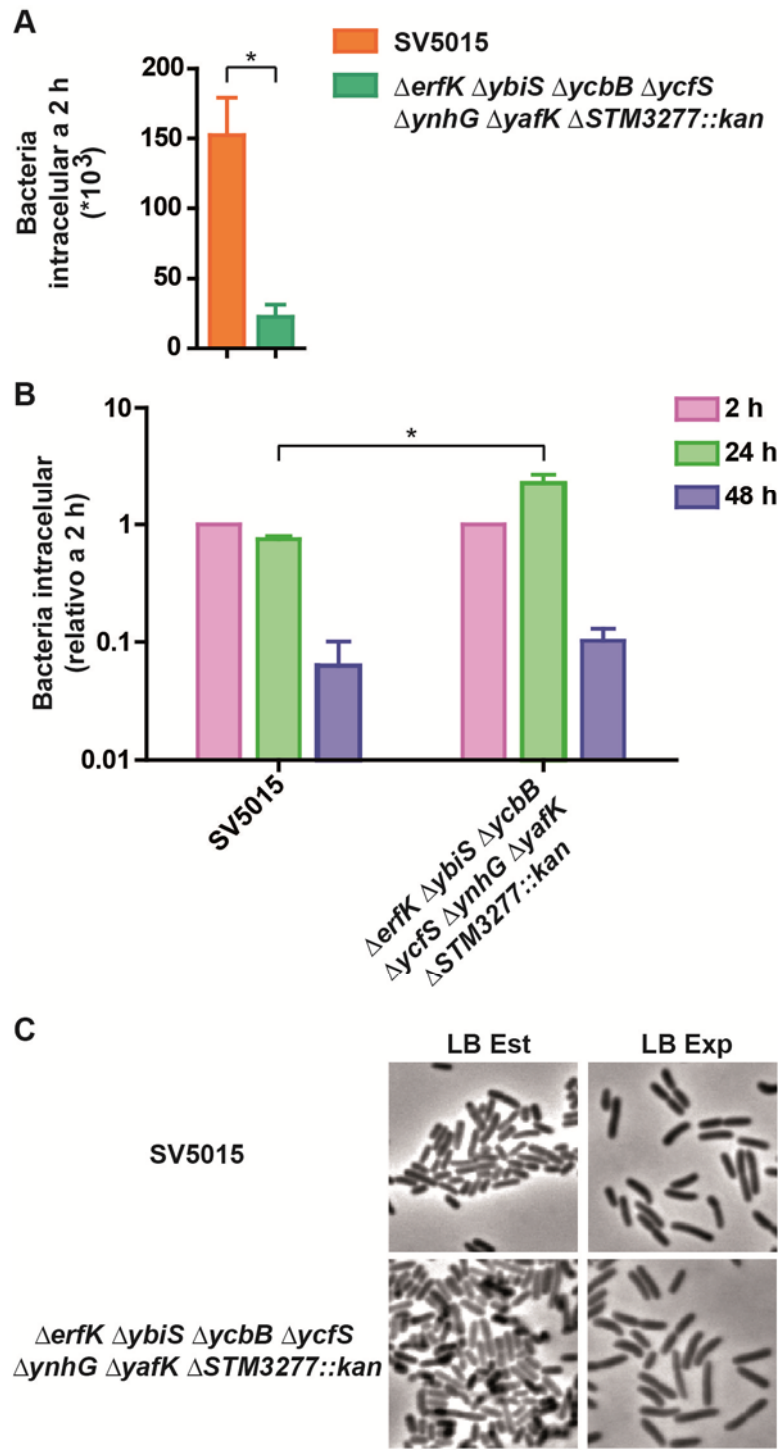 A
SV5015
ΔerfK ΔybiS ΔycbB ΔycfS
ΔynhG ΔyafK ΔSTM3277::kan
*
200
150
100
50
0
Bacteria
intracelular a 2 h
(*10³)
B
10
1
0.1
0.01
Bacteria intracelular
(relativo a 2 h)
*
2 h
24 h
48 h
SV5015
ΔerfK ΔybiS ΔycbB
ΔycfS ΔynhG ΔyafK
ΔSTM3277::kan
C
LB Est LB Exp
SV5015
ΔerfK ΔybiS ΔycbB ΔycfS
ΔynhG ΔyafK ΔSTM3277::kan